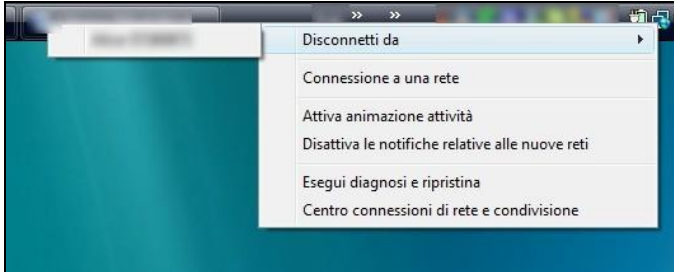 Disconnetti da
Connessione a una rete
Attiva animazione attività
Disattiva le notifiche relative alle nuove reti
Esegui diagnosi e ripristina
Centro connessioni di rete e condivisione